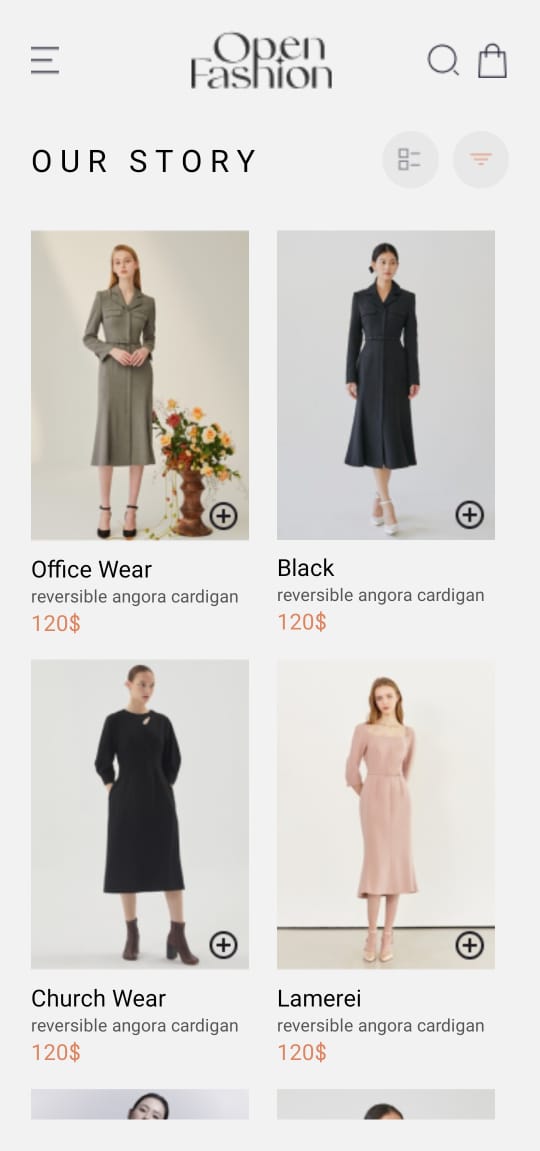 Open
Fashion
OUR STORY
Office Wear
reversible angora cardigan
120$
Black
reversible angora cardigan
120$
Church Wear
reversible angora cardigan
120$
Lamerei
reversible angora cardigan
120$